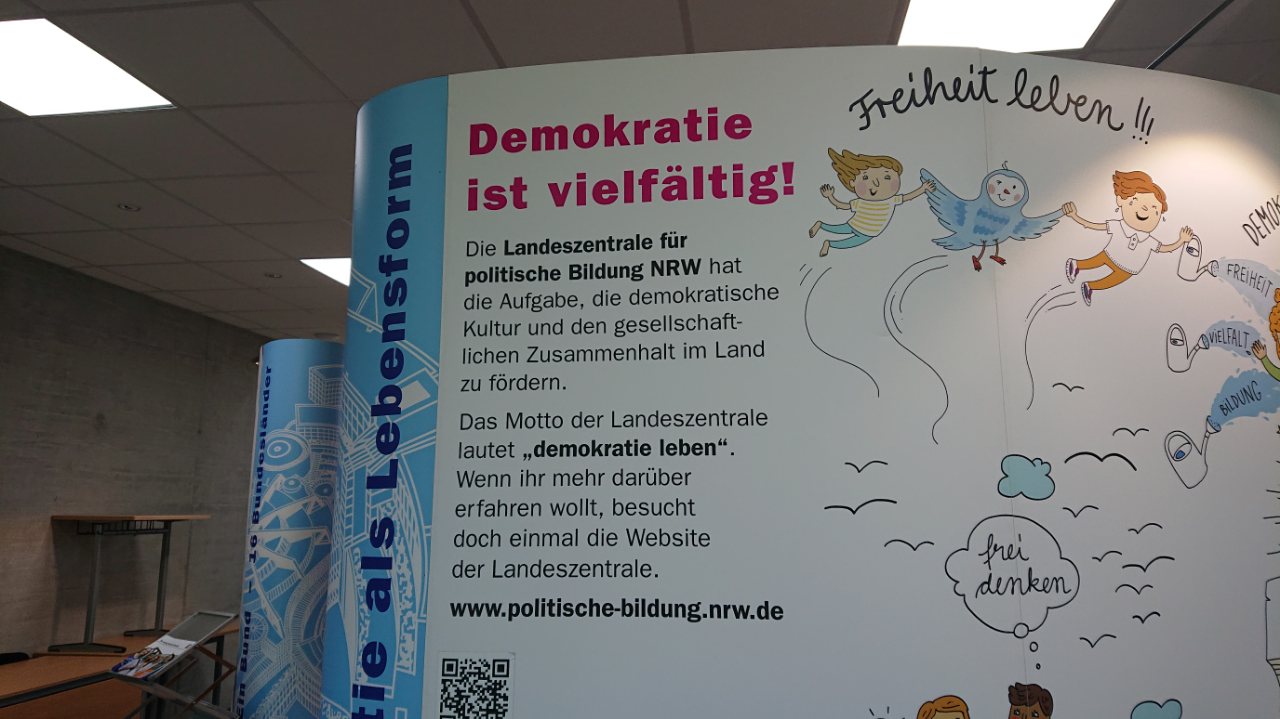 Demokratie
ist vielfältig!
Die Landeszentrale für
politische Bildung NRW hat
die Aufgabe, die demokratische
Kultur und den gesellschaft-
lichen Zusammenhalt im Land
zu fördern.
Das Motto der Landeszentrale
lautet „demokratie leben“.
Wenn ihr mehr darüber
erfahren wollt, besucht
doch einmal die Website
der Landeszentrale.
www.politische-bildung.nrw.de
Freiheit leben!!!
FREIHEIT
VIELFALT
BILDUNG
frei
denken
als Lebensform
ein Bund – 16 Bundesländer